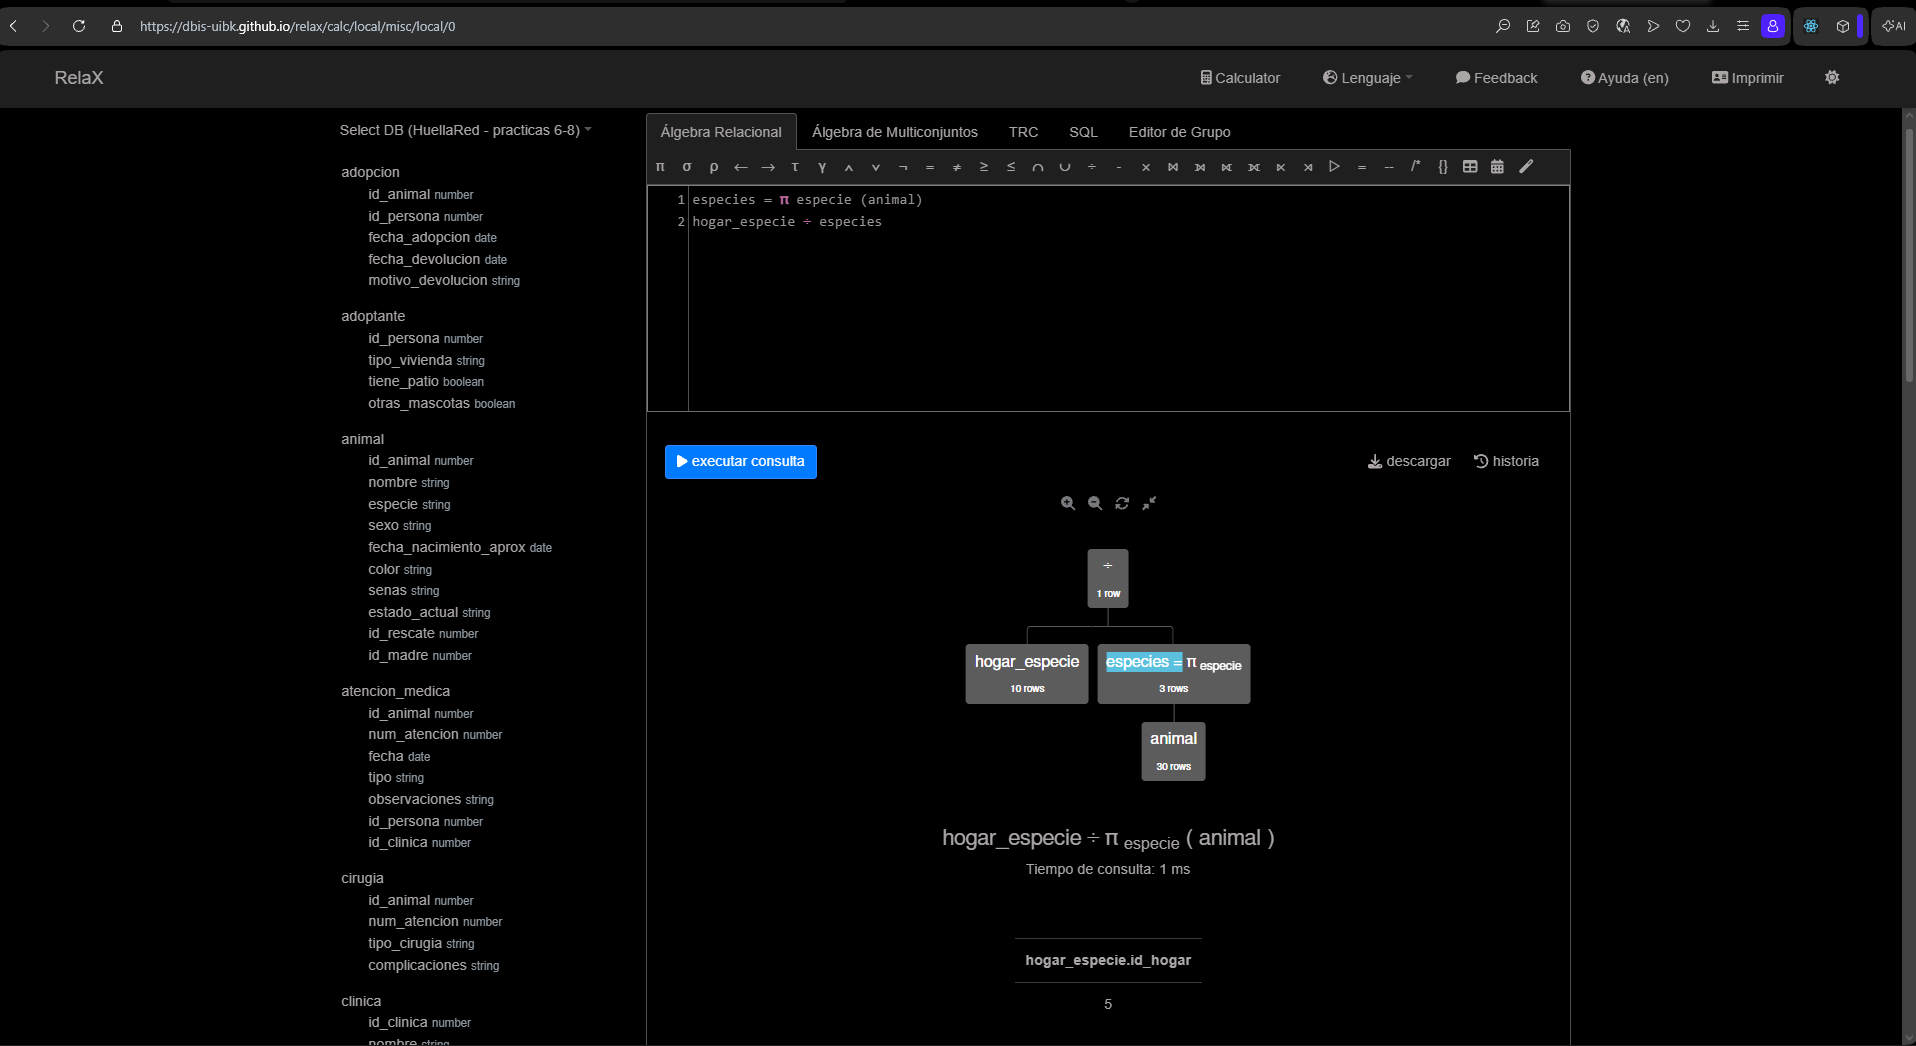 https://dbis-uibk.github.io/relax/calc/local/misc/local/0
AI
RelaX
Calculator
Lenguaje
Feedback
Ayuda (en)
Imprimir
Select DB (HuellaRed - practicas 6-8)
adopcion
id_animal number
id_persona number
fecha_adopcion date
fecha_devolucion date
motivo_devolucion string
adoptante
id_persona number
tipo_vivienda string
tiene_patio boolean
otras_mascotas boolean
animal
id_animal number
nombre string
especie string
sexo string
fecha_nacimiento_aprox date
color string
senas string
estado_actual string
id_rescate number
id_madre number
atencion_medica
id_animal number
num_atencion number
fecha date
tipo string
observaciones string
id_persona number
id_clinica number
cirugia
id_animal number
num_atencion number
tipo_cirugia string
complicaciones string
clinica
id_clinica number
nombre string
Álgebra Relacional
Álgebra de Multiconjuntos
TRC
SQL
Editor de Grupo
π σ ρ ← → τ γ ∧ ∨ ¬ = ≠ ≥ ≤ ∩ ∪ ÷ - ⨯ ⨝ ⟕ ⟖ ⟗ ⋉ ⋊ ▷ = -- /* {}
1 especies = π especie (animal)
2 hogar_especie ÷ especies
executar consulta
descargar
historia
÷
1 row
hogar_especie
10 rows
especies = π especie
3 rows
animal
30 rows
hogar_especie ÷ π especie ( animal )
Tiempo de consulta: 1 ms
hogar_especie.id_hogar
5